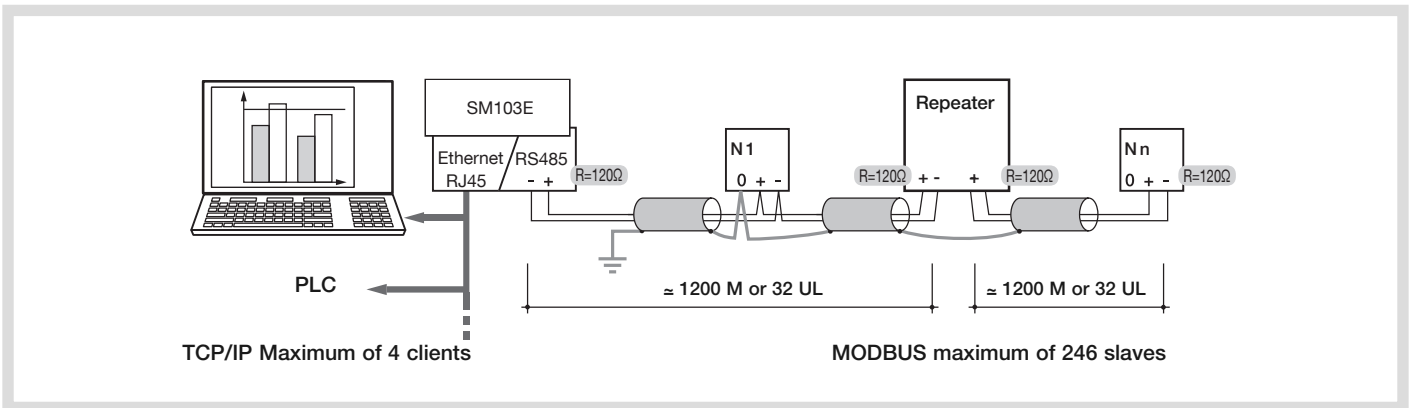 SM103E
Ethernet / RS485
RJ45
- +
R=120Ω
N1
0 + -
Repeater
R=120Ω
+ -
+
R=120Ω
Nn
0 + -
R=120Ω
PLC
≃ 1200 M or 32 UL
≃ 1200 M or 32 UL
TCP/IP Maximum of 4 clients
MODBUS maximum of 246 slaves